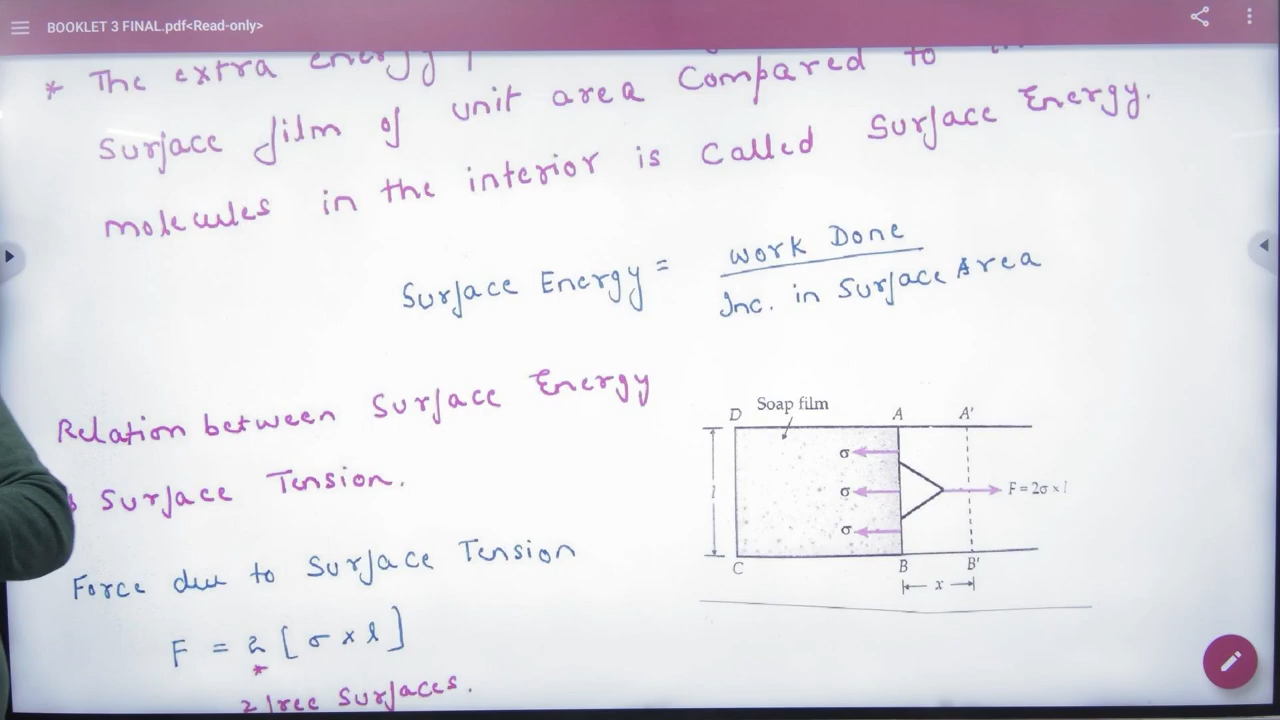 BOOKLET 3 FINAL.pdf<Read-only>
* The extra energy
surface film of unit area compared to
molecules in the interior is called Surface Energy.
Surface Energy = Work Done
Inc. in Surface Area
Relation between Surface Energy
Surface Tension.
Force due to Surface Tension
F = 2 [σ x l]
*
2 free Surfaces.
D Soap film A A'
σ
l σ F = 2σ × l
σ
C B B'
x